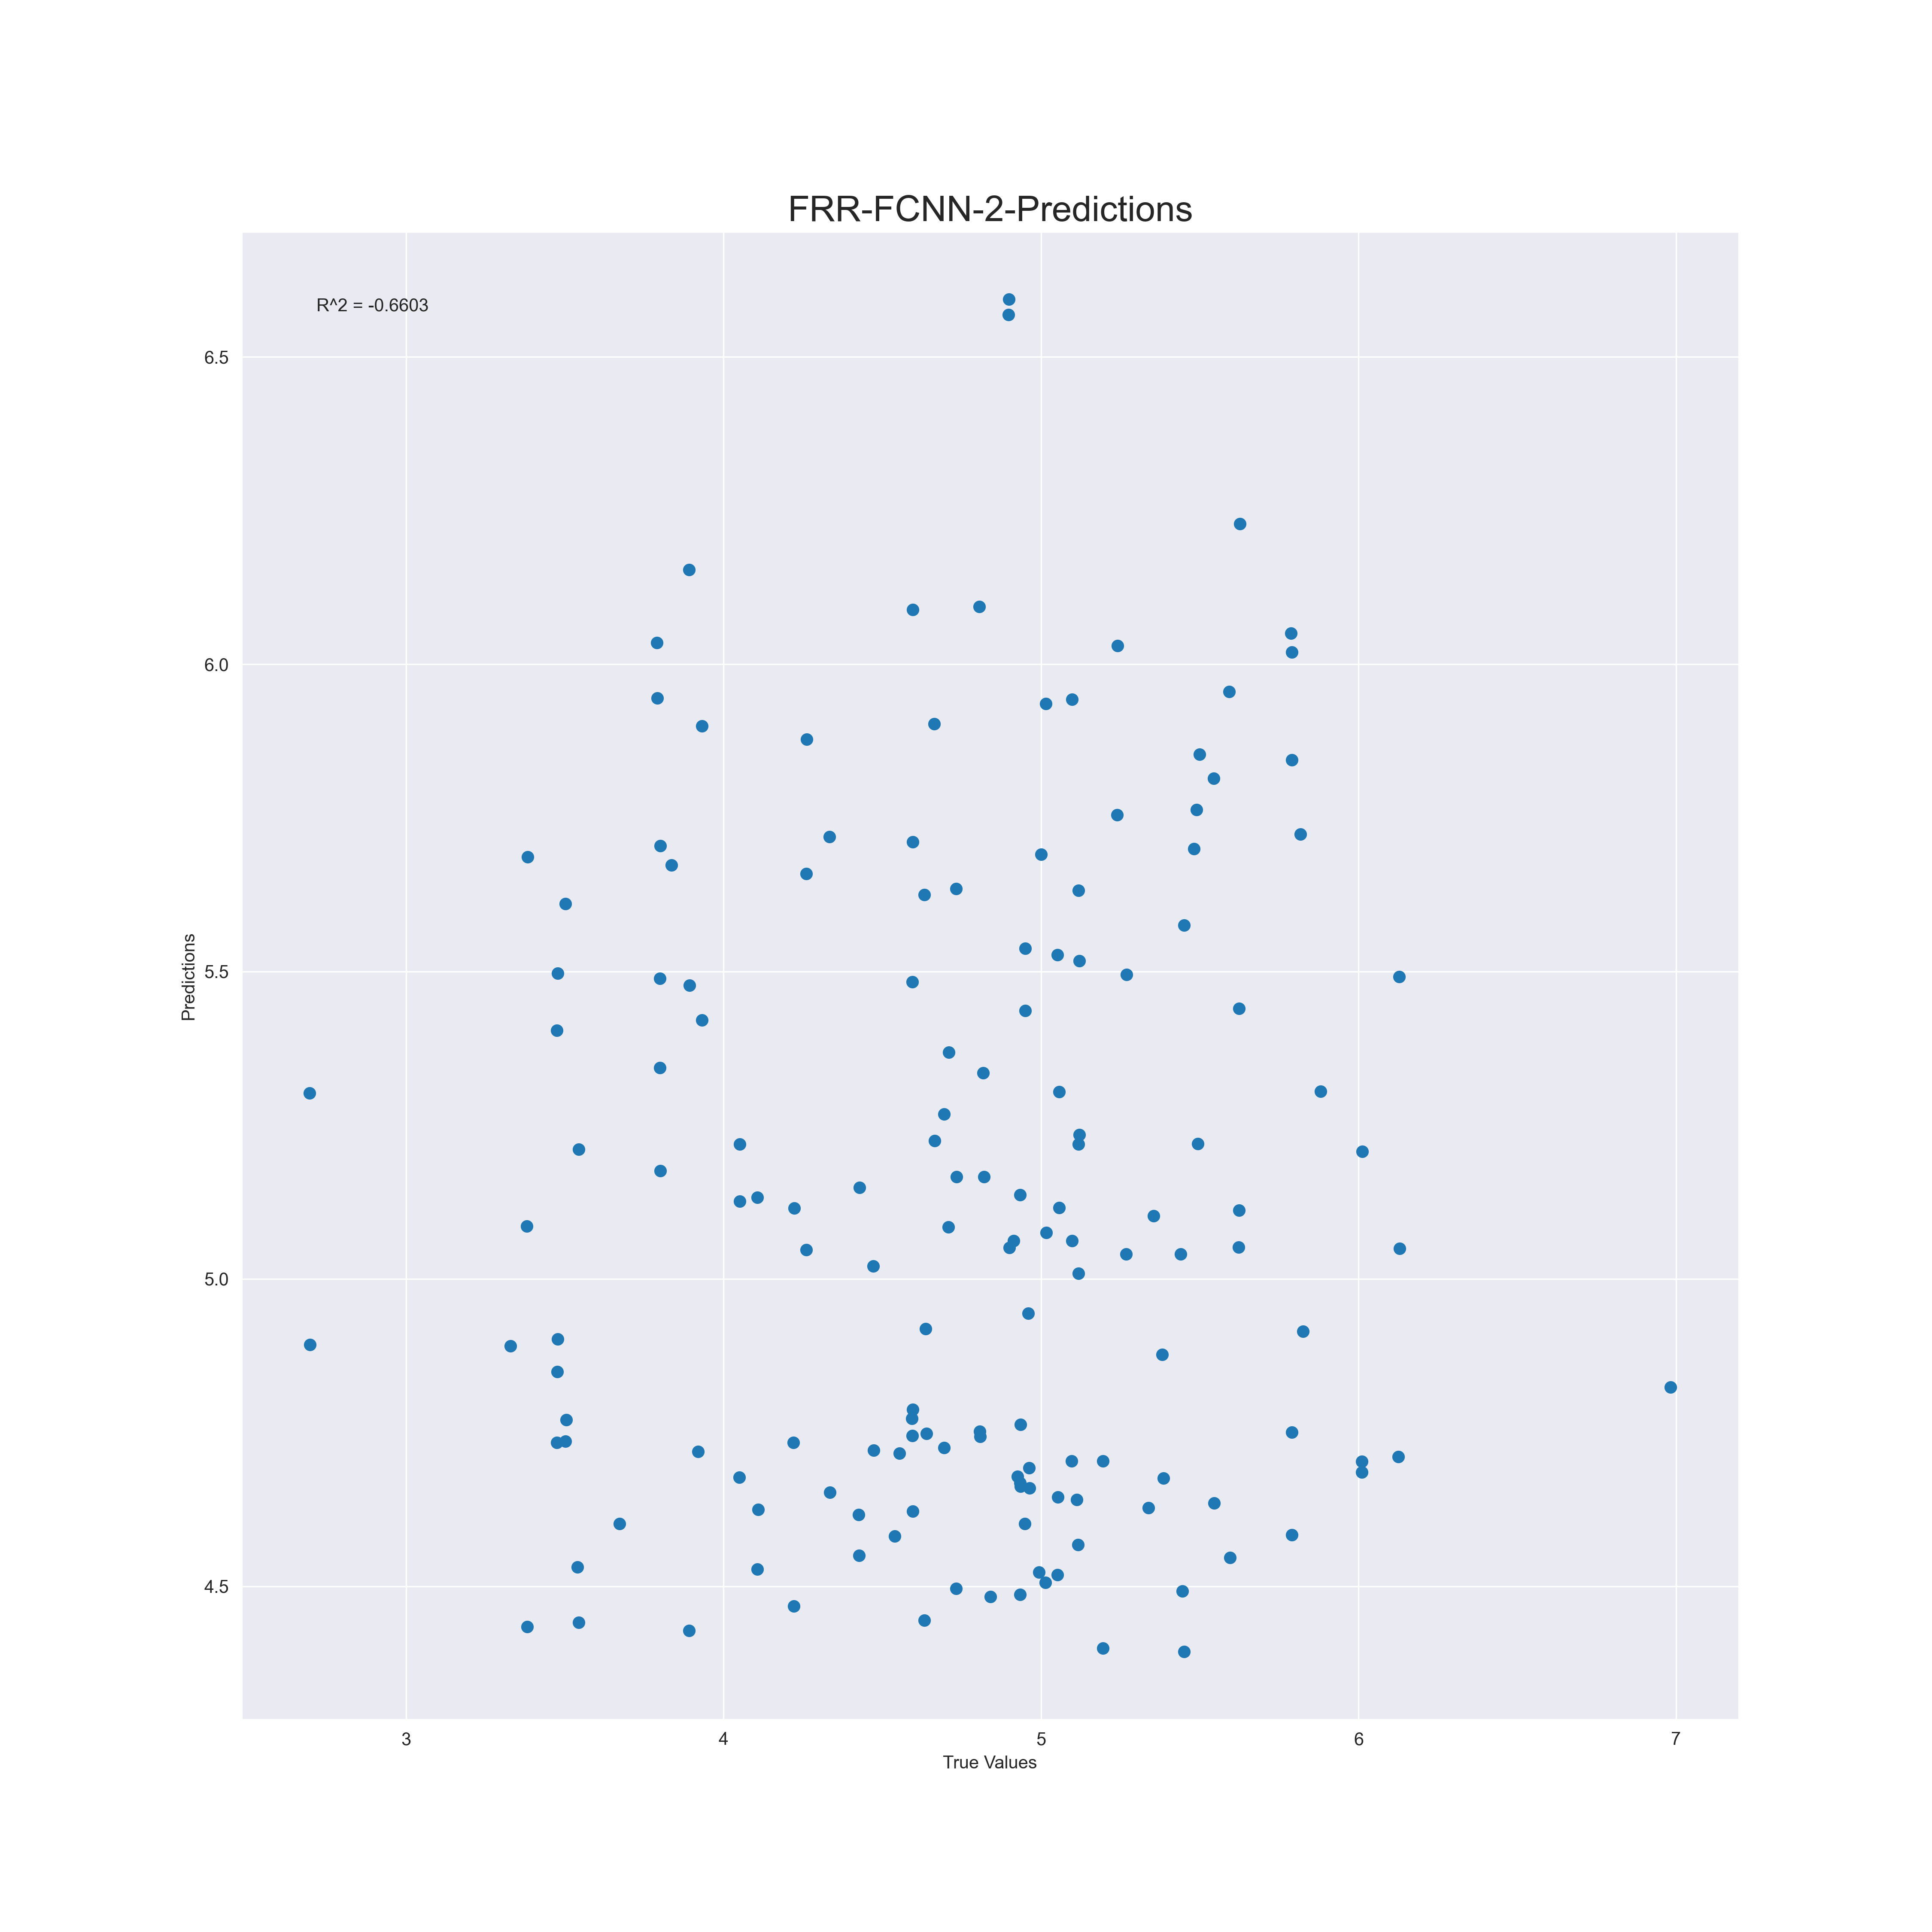 FRR-FCNN-2-Predictions
R^2 = -0.6603
6.5
6.0
5.5
5.0
4.5
Predictions
3 4 5 6 7
True Values